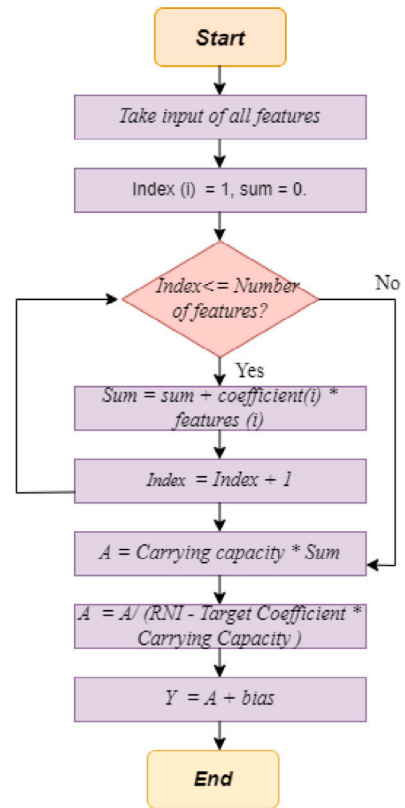 Start
Take input of all features
Index (i) = 1, sum = 0.
Index<= Number
of features?
No
Yes
Sum = sum + coefficient(i) *
features (i)
Index = Index + 1
A = Carrying capacity * Sum
A = A/ (RNI - Target Coefficient *
Carrying Capacity )
Y = A + bias
End